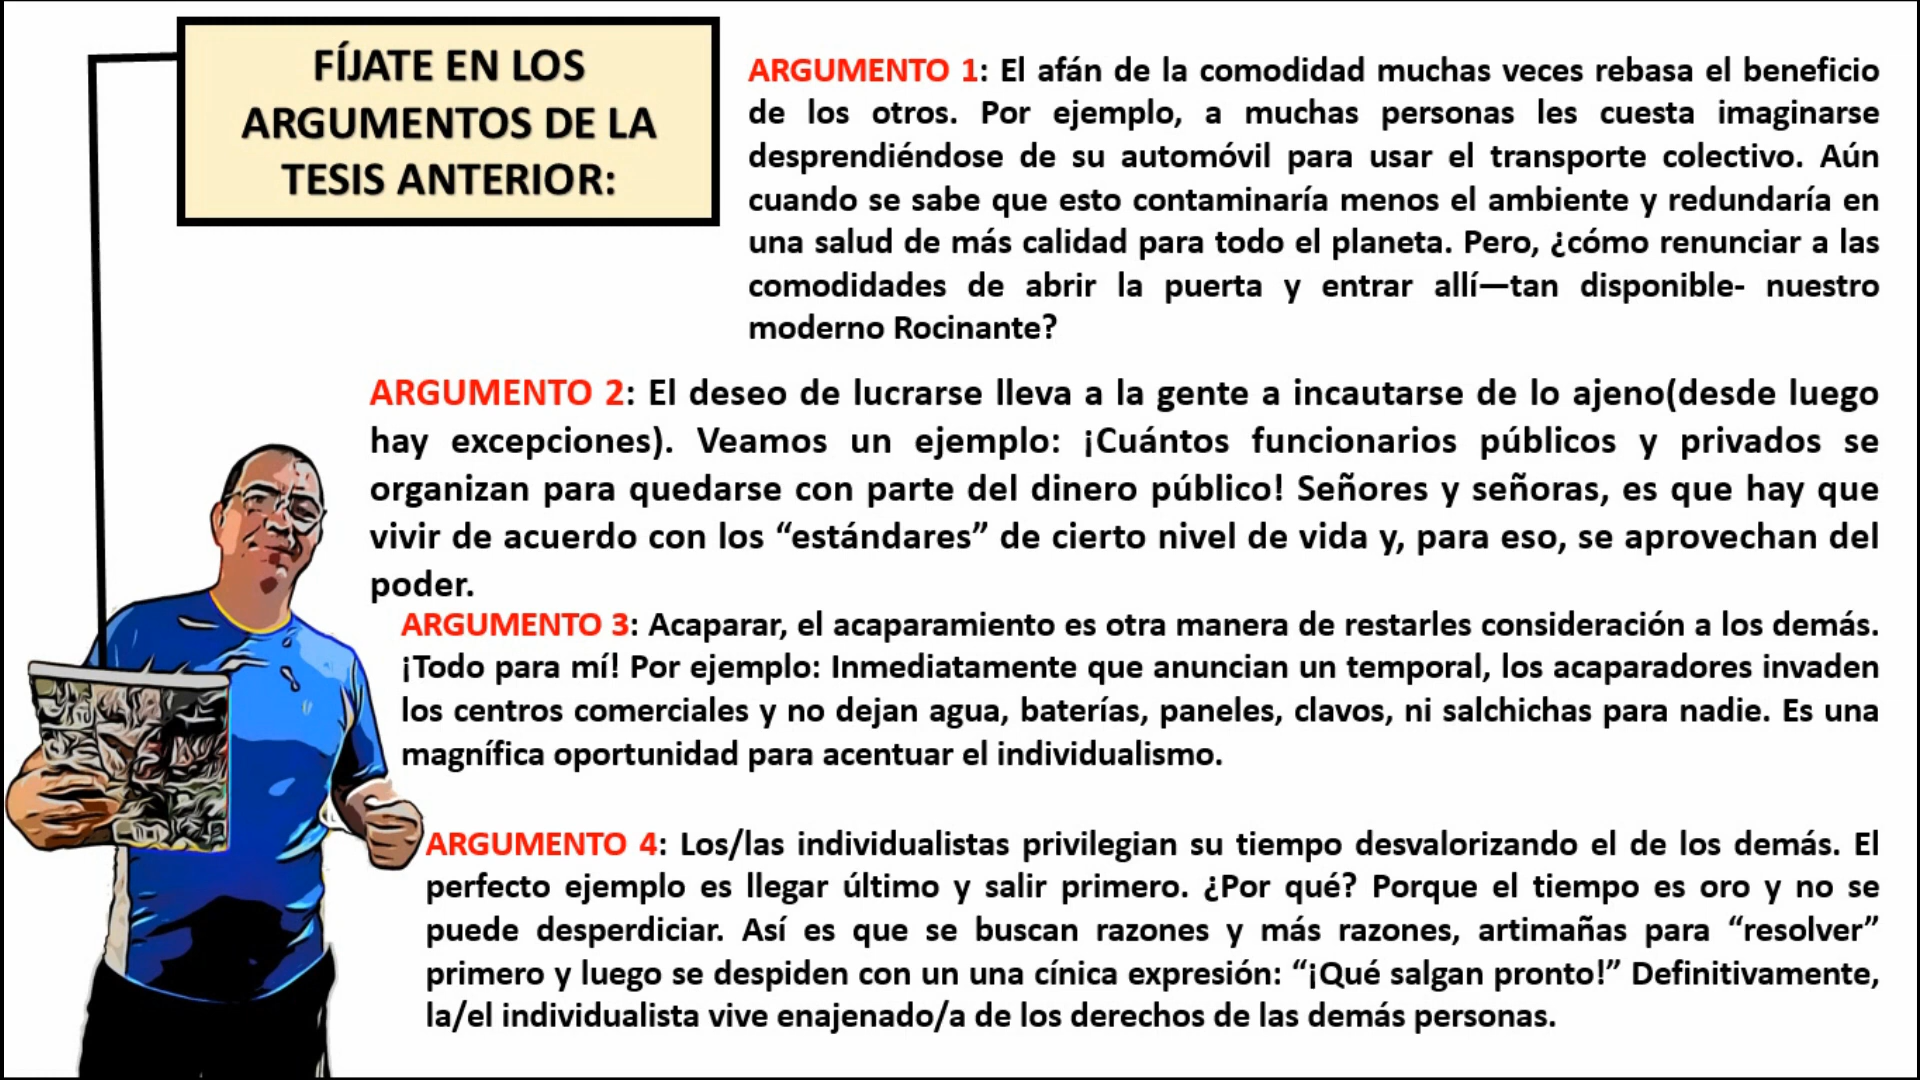 FÍJATE EN LOS
ARGUMENTOS DE LA
TESIS ANTERIOR:
ARGUMENTO 1: El afán de la comodidad muchas veces rebasa el beneficio
de los otros. Por ejemplo, a muchas personas les cuesta imaginarse
desprendiéndose de su automóvil para usar el transporte colectivo. Aún
cuando se sabe que esto contaminaría menos el ambiente y redundaría en
una salud de más calidad para todo el planeta. Pero, ¿cómo renunciar a las
comodidades de abrir la puerta y entrar allí—tan disponible- nuestro
moderno Rocinante?
ARGUMENTO 2: El deseo de lucrarse lleva a la gente a incautarse de lo ajeno(desde luego
hay excepciones). Veamos un ejemplo: ¡Cuántos funcionarios públicos y privados se
organizan para quedarse con parte del dinero público! Señores y señoras, es que hay que
vivir de acuerdo con los “estándares” de cierto nivel de vida y, para eso, se aprovechan del
poder.
ARGUMENTO 3: Acaparar, el acaparamiento es otra manera de restarles consideración a los demás.
¡Todo para mí! Por ejemplo: Inmediatamente que anuncian un temporal, los acaparadores invaden
los centros comerciales y no dejan agua, baterías, paneles, clavos, ni salchichas para nadie. Es una
magnífica oportunidad para acentuar el individualismo.
ARGUMENTO 4: Los/las individualistas privilegian su tiempo desvalorizando el de los demás. El
perfecto ejemplo es llegar último y salir primero. ¿Por qué? Porque el tiempo es oro y no se
puede desperdiciar. Así es que se buscan razones y más razones, artimañas para “resolver”
primero y luego se despiden con un una cínica expresión: “¡Qué salgan pronto!” Definitivamente,
la/el individualista vive enajenado/a de los derechos de las demás personas.